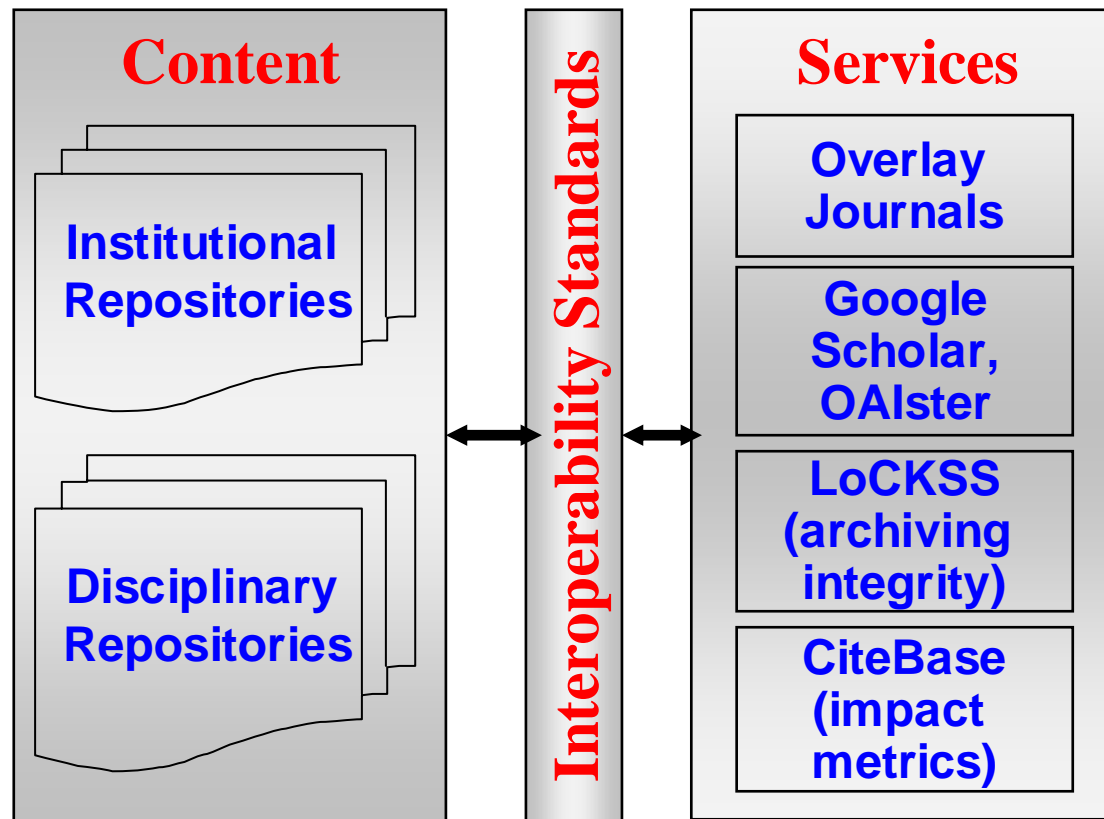 Content
Institutional
Repositories
Disciplinary
Repositories
Interoperability Standards
Services
Overlay
Journals
Google
Scholar,
OAIster
LoCKSS
(archiving
integrity)
CiteBase
(impact
metrics)